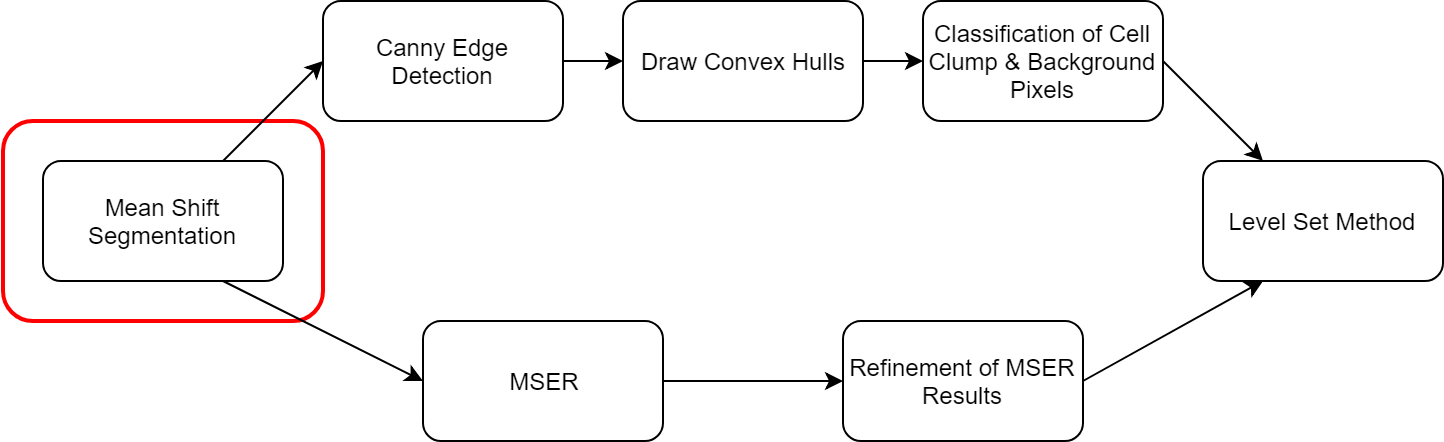 Canny Edge
Detection
Draw Convex Hulls
Classification of Cell
Clump & Background
Pixels
Mean Shift
Segmentation
Level Set Method
MSER
Refinement of MSER
Results